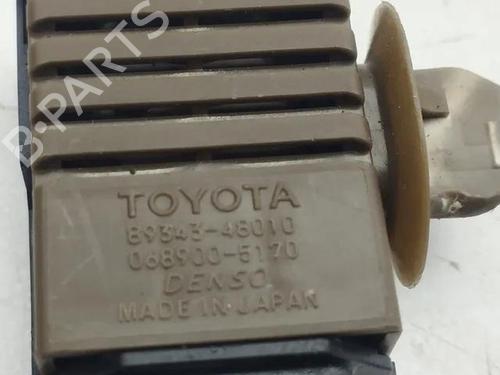 B-PARTS
TOYOTA
89343-48010
068900-5170
DENSO
MADE IN JAPAN